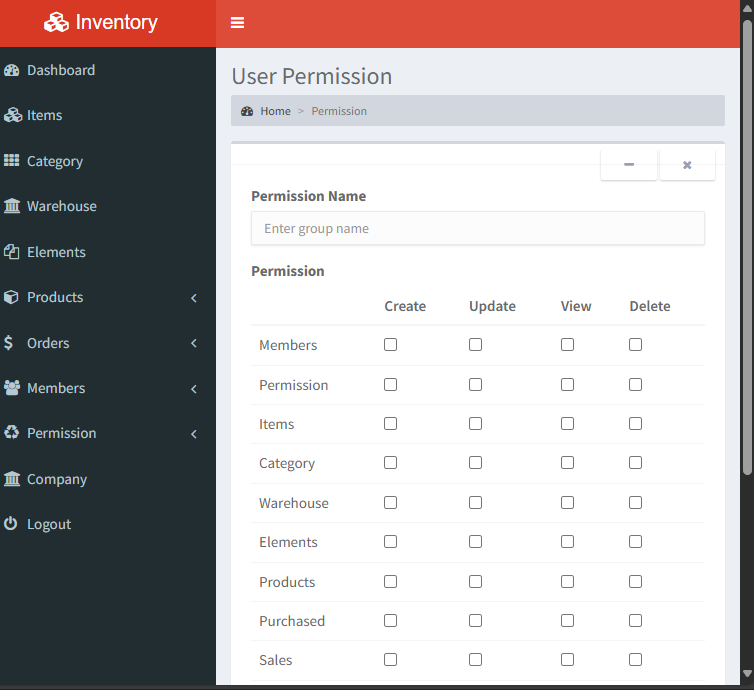 Inventory
Dashboard
Items
Category
Warehouse
Elements
Products
Orders
Members
Permission
Company
Logout
User Permission
Home > Permission
Permission Name
Enter group name
Permission
Create Update View Delete
Members
Permission
Items
Category
Warehouse
Elements
Products
Purchased
Sales